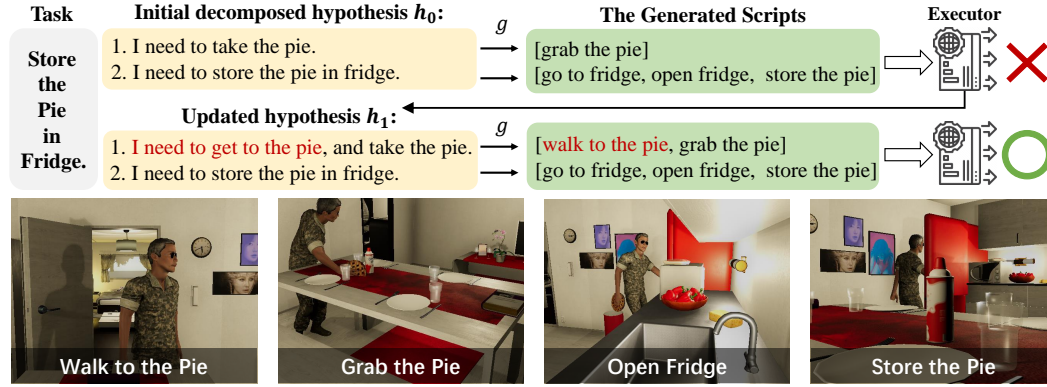 Task
Initial decomposed hypothesis h₀:
The Generated Scripts
Executor
Store
the
Pie
in
Fridge.
1. I need to take the pie.
2. I need to store the pie in fridge.
g
[grab the pie]
[go to fridge, open fridge, store the pie]
Updated hypothesis h₁:
1. I need to get to the pie, and take the pie.
2. I need to store the pie in fridge.
g
[walk to the pie, grab the pie]
[go to fridge, open fridge, store the pie]
Walk to the Pie
Grab the Pie
Open Fridge
Store the Pie